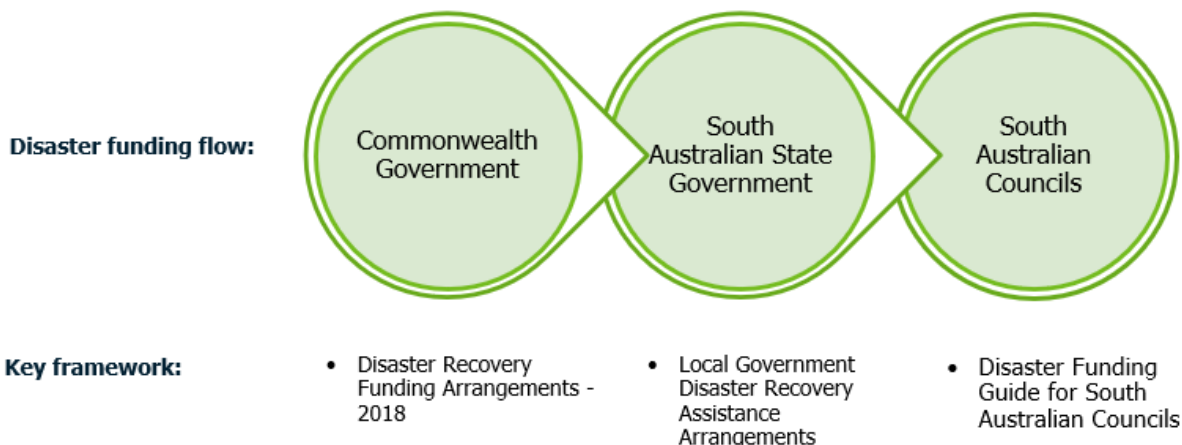 Disaster funding flow:
Commonwealth
Government
South
Australian State
Government
South
Australian
Councils
Key framework:
• Disaster Recovery
Funding Arrangements -
2018
• Local Government
Disaster Recovery
Assistance
Arrangements
• Disaster Funding
Guide for South
Australian Councils